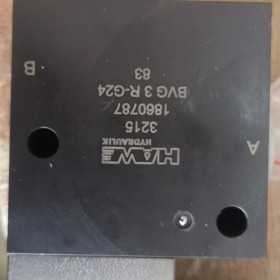 HAWE
HYDRAULIK
3215
1860787
BVG 3 R-G24
83
A
B